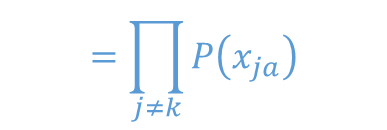 = ∏_{j≠k} P(x_{ja})